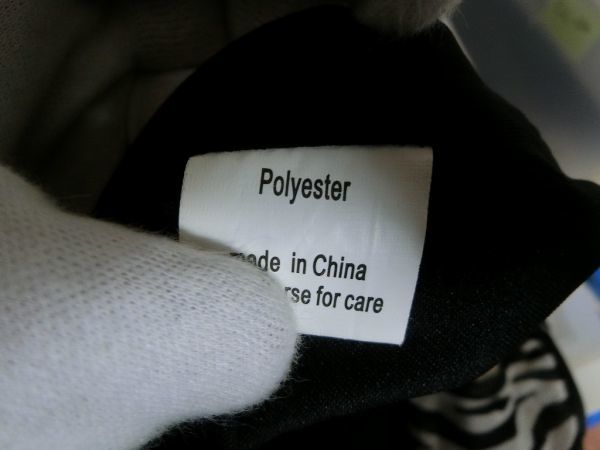 Polyester
made in China
for care